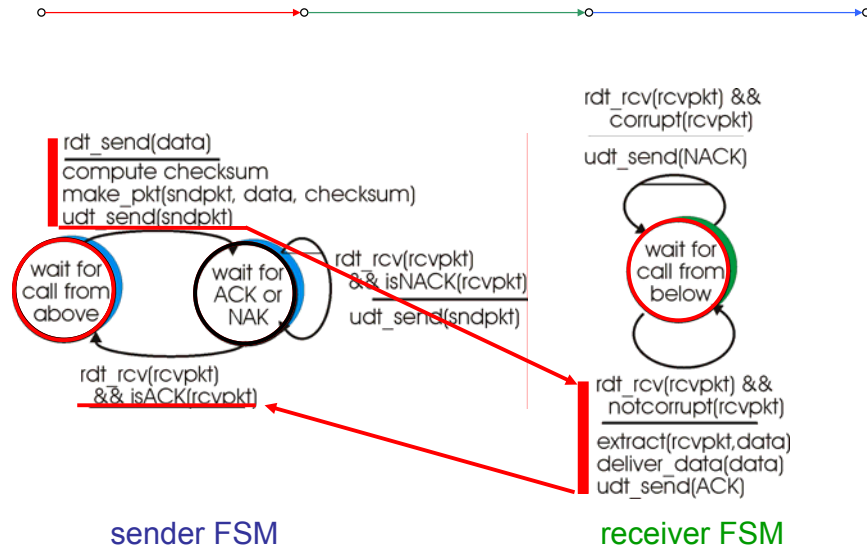 rdt_send(data)
compute checksum
make_pkt(sndpkt, data, checksum)
udt_send(sndpkt)
wait for
call from
above
wait for
ACK or
NAK
rdt_rcv(rcvpkt)
&& isNACK(rcvpkt)
udt_send(sndpkt)
rdt_rcv(rcvpkt)
&& isACK(rcvpkt)
sender FSM
rdt_rcv(rcvpkt) &&
corrupt(rcvpkt)
udt_send(NACK)
wait for
call from
below
rdt_rcv(rcvpkt) &&
notcorrupt(rcvpkt)
extract(rcvpkt,data)
deliver_data(data)
udt_send(ACK)
receiver FSM